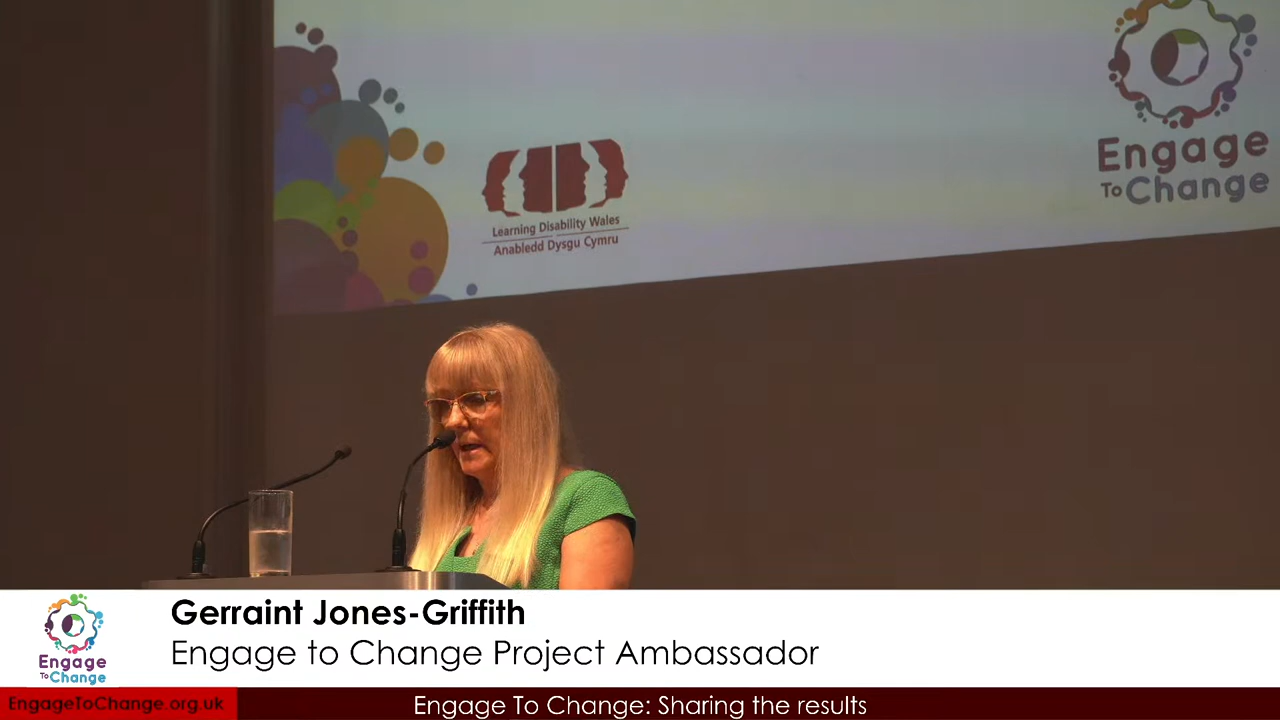 Engage
To Change
Learning Disability Wales
Anabledd Dysgu Cymru
Gerraint Jones-Griffith
Engage to Change Project Ambassador
Engage
To Change
EngageToChange.org.uk
Engage To Change: Sharing the results